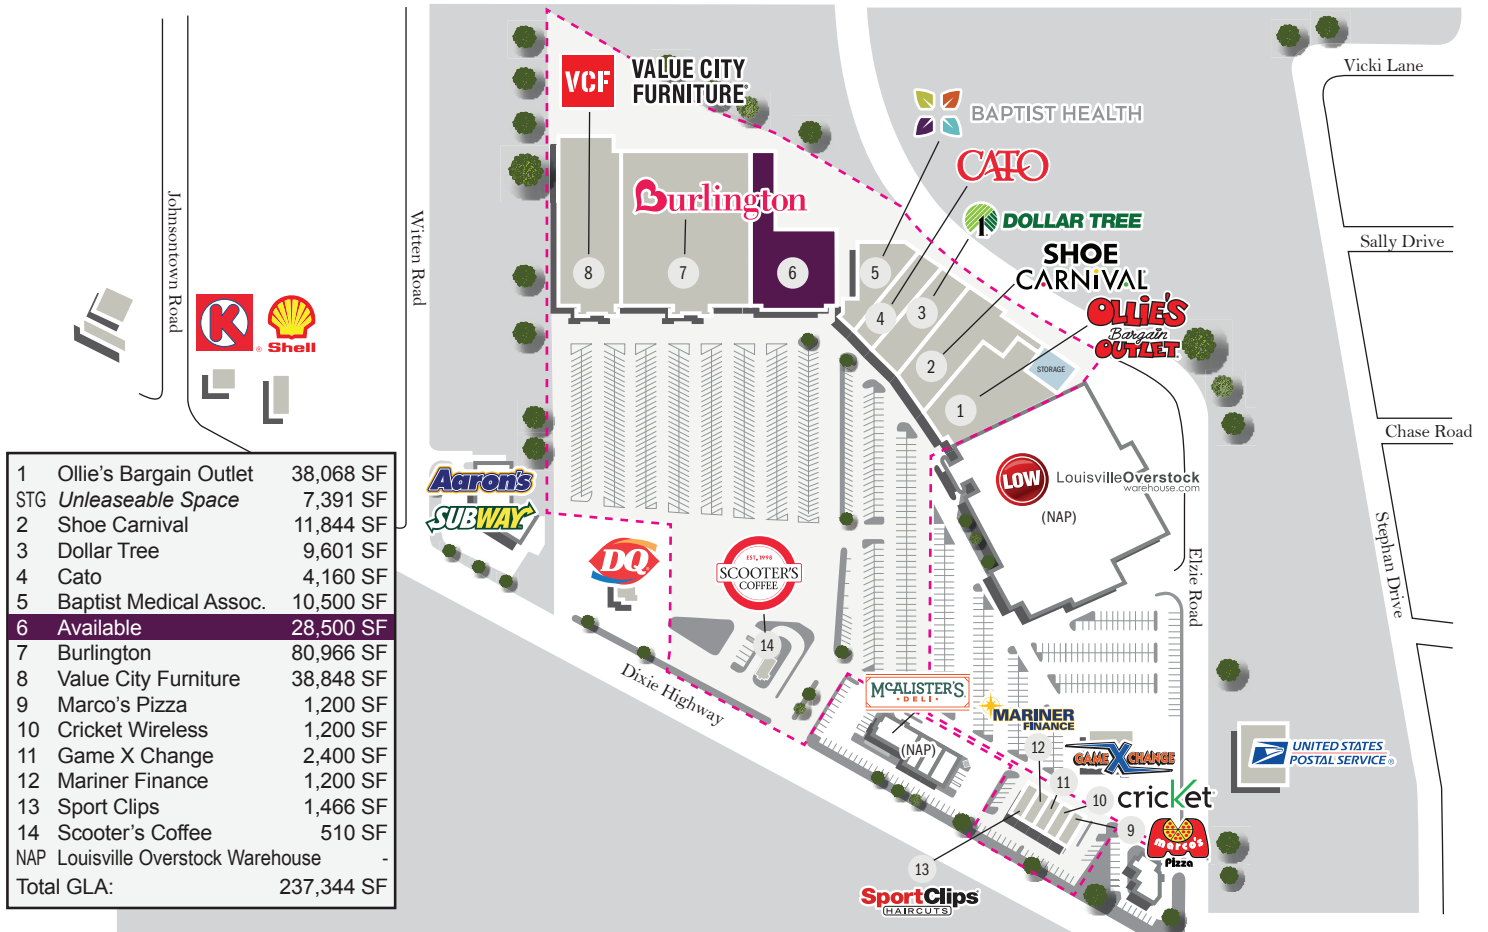 VCF
VALUE CITY
FURNITURE
BAPTIST HEALTH
CATO
DOLLAR TREE
SHOE
CARNiVAL
OLLiE'S
Bargain
OUTLET
Burlington
Vicki Lane
Sally Drive
Chase Road
Stephan Drive
Elzie Road
Johnsontown Road
Witten Road
Dixie Highway
8
7
6
5
4
3
2
1
STORAGE
K
Shell
LOW
LouisvilleOverstock
warehouse.com
(NAP)
Aaron's
SUBWAY
DQ
EST. 1998
SCOOTER'S
COFFEE
14
McALISTER'S
DELI
(NAP)
MARINER
FINANCE
12
GAME X CHANGE
11
10
cricket
9
marco's
Pizza
13
SportClips
HAIRCUTS
UNITED STATES
POSTAL SERVICE ®
1 Ollie's Bargain Outlet 38,068 SF
STG Unleaseable Space 7,391 SF
2 Shoe Carnival 11,844 SF
3 Dollar Tree 9,601 SF
4 Cato 4,160 SF
5 Baptist Medical Assoc. 10,500 SF
6 Available 28,500 SF
7 Burlington 80,966 SF
8 Value City Furniture 38,848 SF
9 Marco's Pizza 1,200 SF
10 Cricket Wireless 1,200 SF
11 Game X Change 2,400 SF
12 Mariner Finance 1,200 SF
13 Sport Clips 1,466 SF
14 Scooter's Coffee 510 SF
NAP Louisville Overstock Warehouse -
Total GLA: 237,344 SF